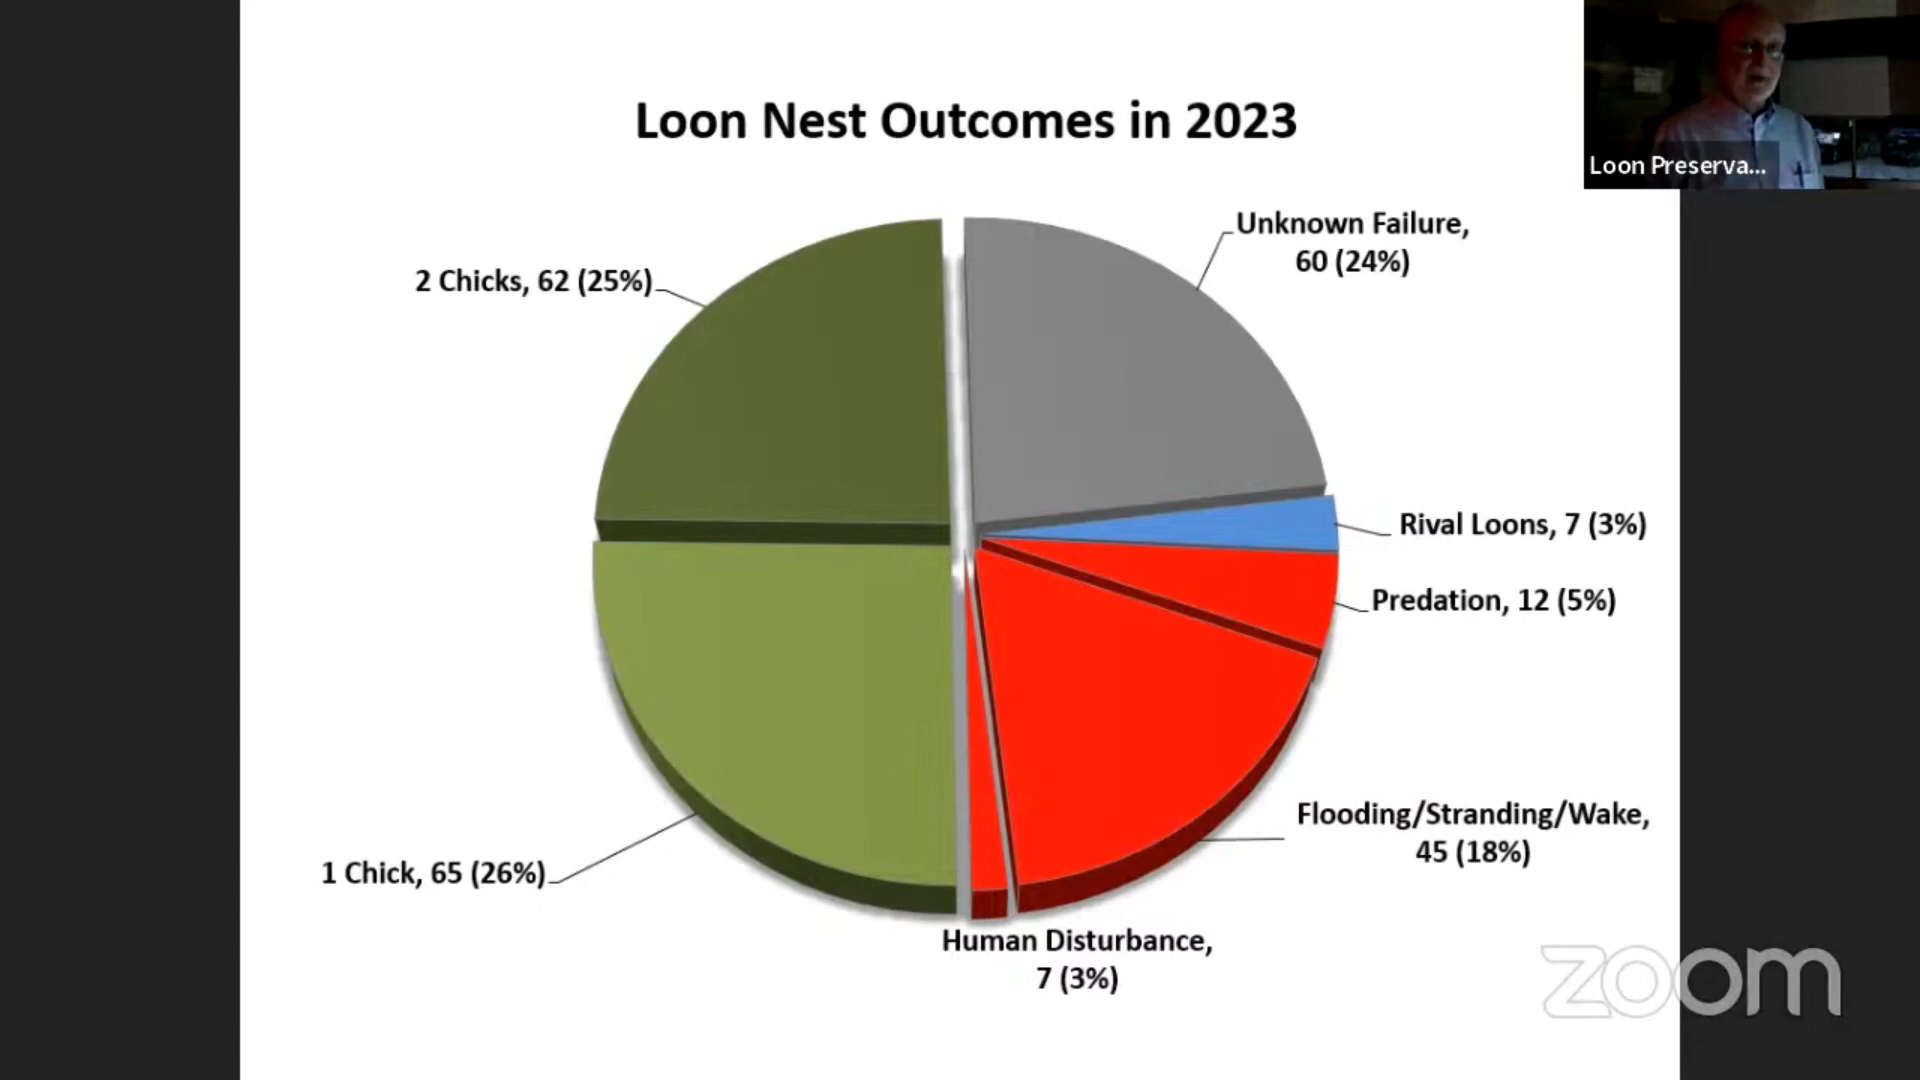 Loon Nest Outcomes in 2023
Loon Preserva...
Unknown Failure,
60 (24%)
2 Chicks, 62 (25%)
Rival Loons, 7 (3%)
Predation, 12 (5%)
Flooding/Stranding/Wake,
45 (18%)
1 Chick, 65 (26%)
Human Disturbance,
7 (3%)
zoom